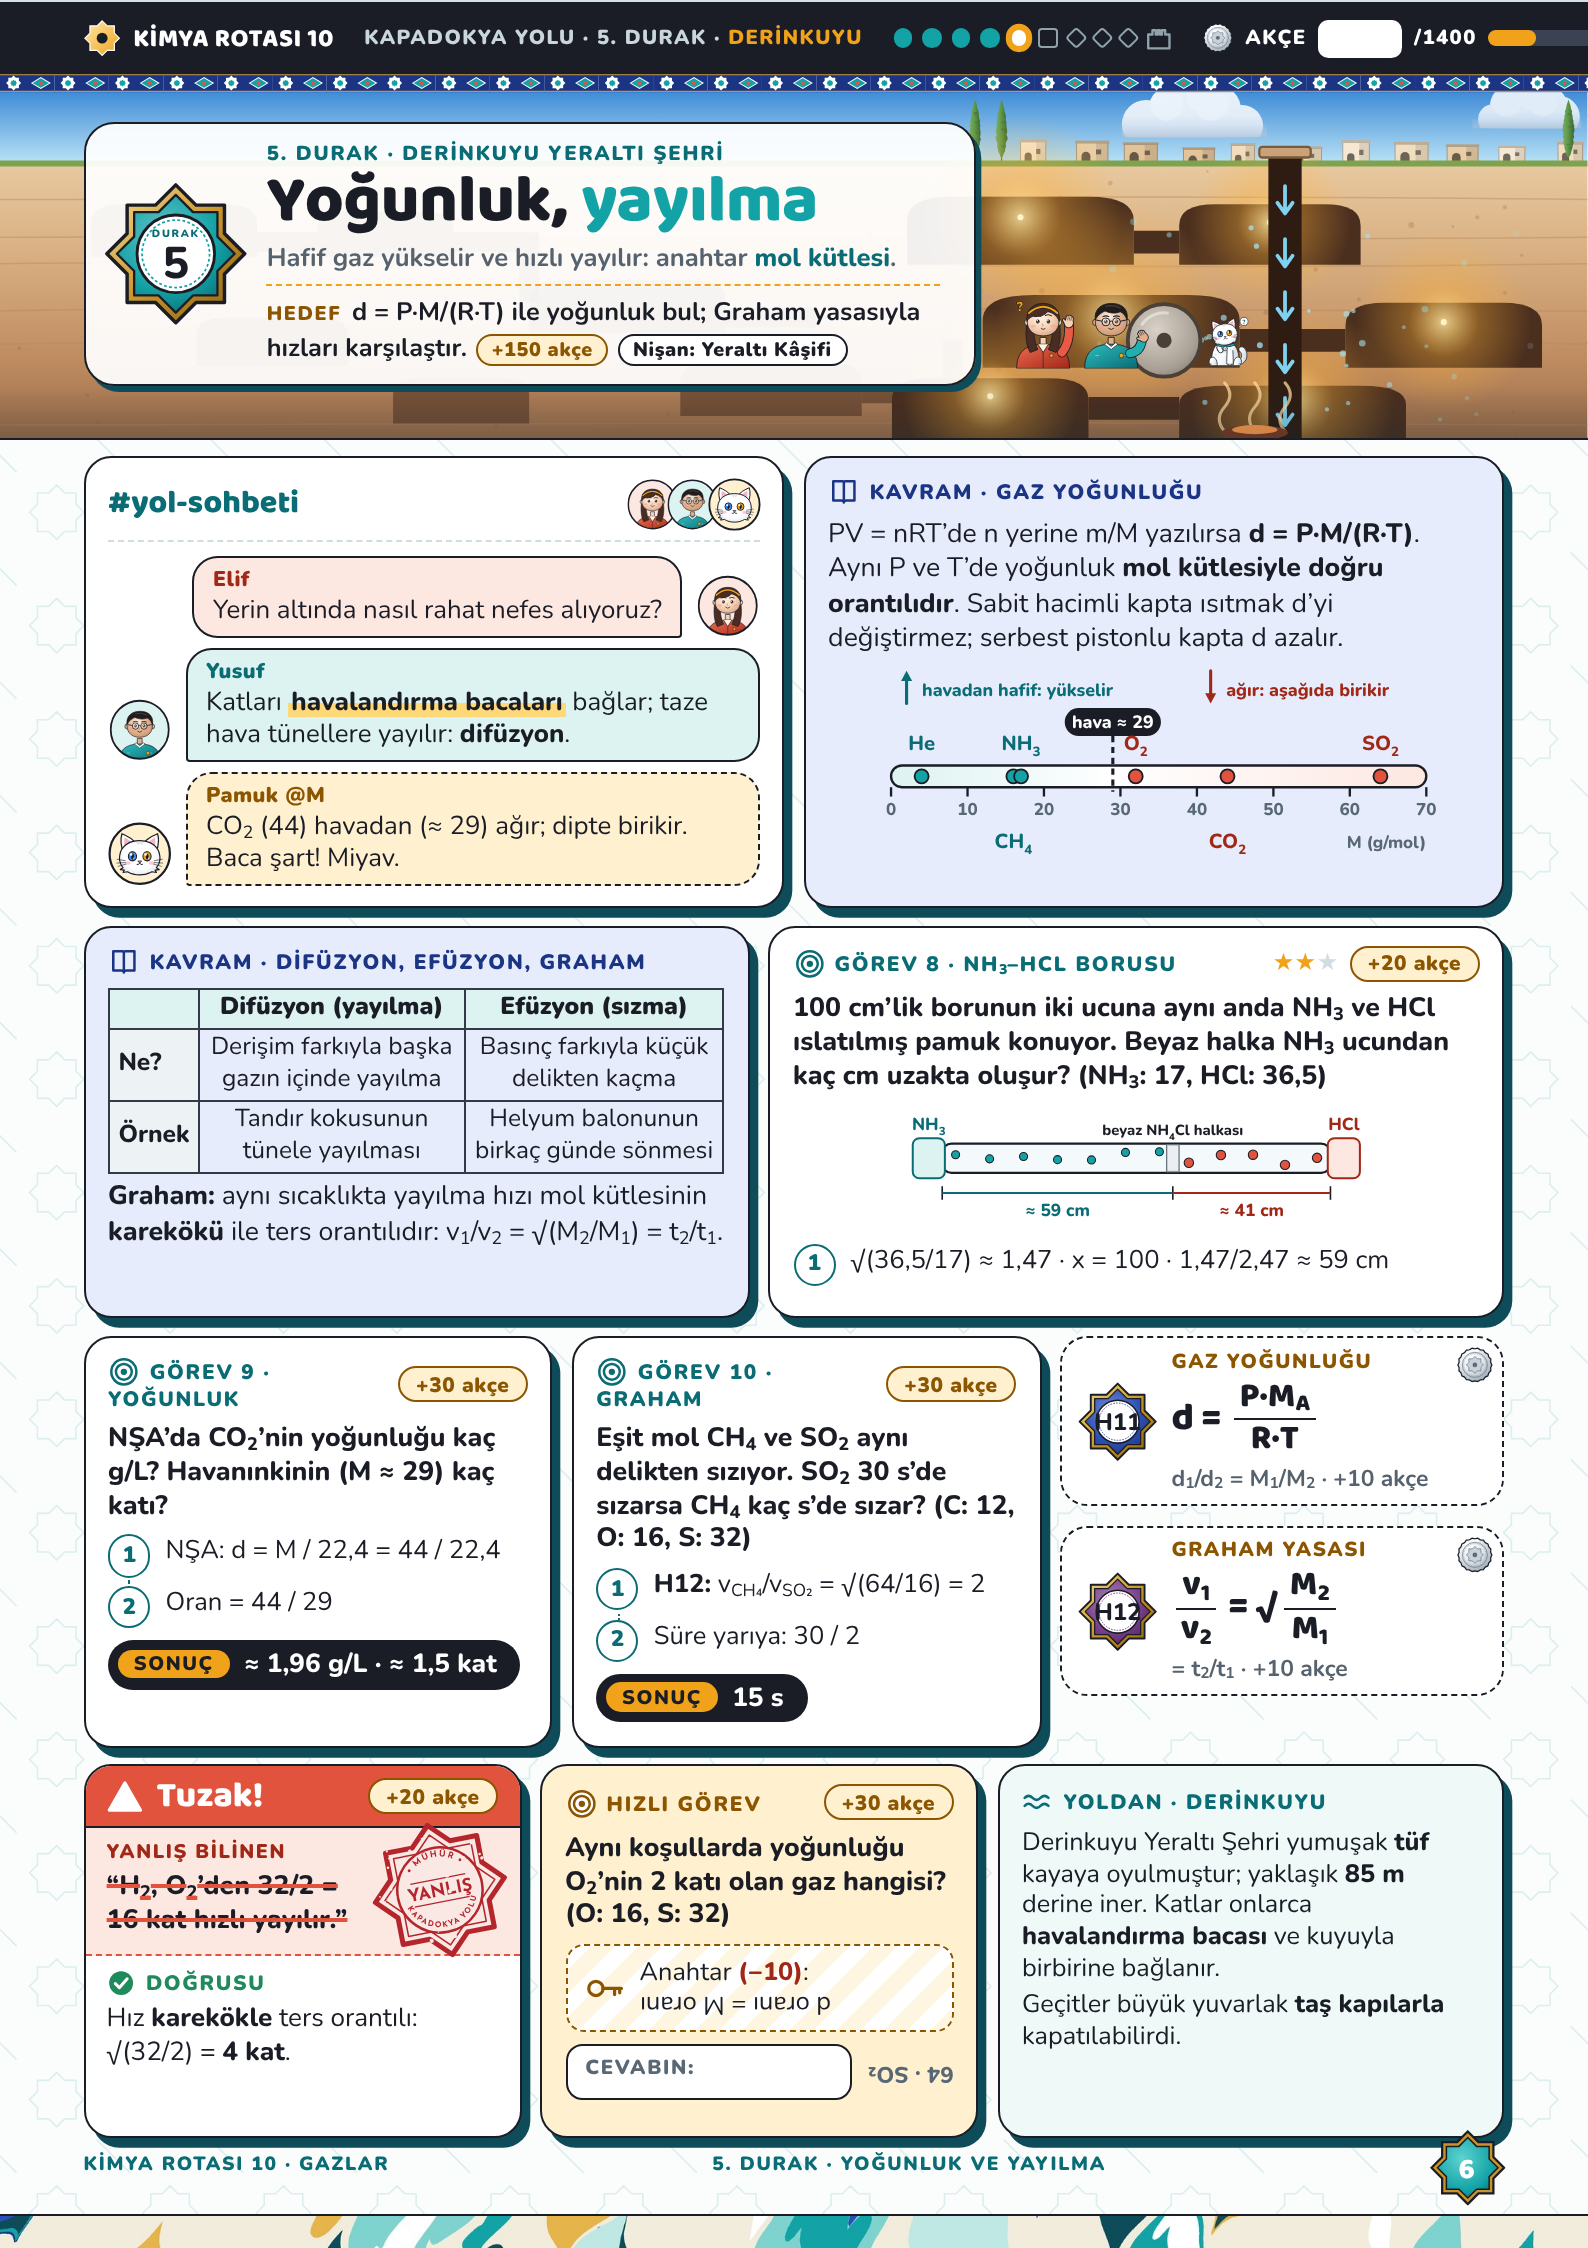 KİMYA ROTASI 10 KAPADOKYA YOLU · 5. DURAK · DERİNKUYU AKÇE /1400
5. DURAK · DERİNKUYU YERALTI ŞEHRİ
Yoğunluk, yayılma
DURAK
5
Hafif gaz yükselir ve hızlı yayılır: anahtar mol kütlesi.
HEDEF d = P·M/(R·T) ile yoğunluk bul; Graham yasasıyla
hızları karşılaştır. +150 akçe Nişan: Yeraltı Kâşifi
#yol-sohbeti
Elif
Yerin altında nasıl rahat nefes alıyoruz?
Yusuf
Katları havalandırma bacaları bağlar; taze
hava tünellere yayılır: difüzyon.
Pamuk @M
CO₂ (44) havadan (≈ 29) ağır; dipte birikir.
Baca şart! Miyav.
KAVRAM · GAZ YOĞUNLUĞU
PV = nRT’de n yerine m/M yazılırsa d = P·M/(R·T).
Aynı P ve T’de yoğunluk mol kütlesiyle doğru
orantılıdır. Sabit hacimli kapta ısıtmak d’yi
değiştirmez; serbest pistonlu kapta d azalır.
havadan hafif: yükselir ağır: aşağıda birikir
hava ≈ 29
He NH₃ O₂ SO₂
0 10 20 30 40 50 60 70
CH₄ CO₂ M (g/mol)
KAVRAM · DİFÜZYON, EFÜZYON, GRAHAM
Difüzyon (yayılma) Efüzyon (sızma)
Ne? Derişim farkıyla başka gazın içinde yayılma Basınç farkıyla küçük delikten kaçma
Örnek Tandır kokusunun tünele yayılması Helyum balonunun birkaç günde sönmesi
Graham: aynı sıcaklıkta yayılma hızı mol kütlesinin
karekökü ile ters orantılıdır: v₁/v₂ = √(M₂/M₁) = t₂/t₁.
GÖREV 8 · NH₃–HCL BORUSU ★★★ +20 akçe
100 cm’lik borunun iki ucuna aynı anda NH₃ ve HCl
ıslatılmış pamuk konuyor. Beyaz halka NH₃ ucundan
kaç cm uzakta oluşur? (NH₃: 17, HCl: 36,5)
NH₃ beyaz NH₄Cl halkası HCl
≈ 59 cm ≈ 41 cm
1 √(36,5/17) ≈ 1,47 · x = 100 · 1,47/2,47 ≈ 59 cm
GÖREV 9 ·
YOĞUNLUK
+30 akçe
NŞA’da CO₂’nin yoğunluğu kaç
g/L? Havanınkinin (M ≈ 29) kaç
katı?
1 NŞA: d = M / 22,4 = 44 / 22,4
2 Oran = 44 / 29
SONUÇ ≈ 1,96 g/L · ≈ 1,5 kat
GÖREV 10 ·
GRAHAM
+30 akçe
Eşit mol CH₄ ve SO₂ aynı
delikten sızıyor. SO₂ 30 s’de
sızarsa CH₄ kaç s’de sızar? (C: 12,
O: 16, S: 32)
1 H12: vCH₄/vSO₂ = √(64/16) = 2
2 Süre yarıya: 30 / 2
SONUÇ 15 s
GAZ YOĞUNLUĞU
H11 d = P·M_A / R·T
d₁/d₂ = M₁/M₂ · +10 akçe
GRAHAM YASASI
H12 v₁/v₂ = √ M₂/M₁
= t₂/t₁ · +10 akçe
Tuzak! +20 akçe
YANLIŞ BİLİNEN
“H₂, O₂’den 32/2 =
16 kat hızlı yayılır.”
MÜHÜR
YANLIŞ
KAPADOKYA YOLU
DOĞRUSU
Hız karekökle ters orantılı:
√(32/2) = 4 kat.
HIZLI GÖREV +30 akçe
Aynı koşullarda yoğunluğu
O₂’nin 2 katı olan gaz hangisi?
(O: 16, S: 32)
Anahtar (−10):
d oranı = M oranı
CEVABIN:
64 · SO₂
YOLDAN · DERİNKUYU
Derinkuyu Yeraltı Şehri yumuşak tüf
kayaya oyulmuştur; yaklaşık 85 m
derine iner. Katlar onlarca
havalandırma bacası ve kuyuyla
birbirine bağlanır.
Geçitler büyük yuvarlak taş kapılarla
kapatılabilirdi.
KİMYA ROTASI 10 · GAZLAR 5. DURAK · YOĞUNLUK VE YAYILMA 6